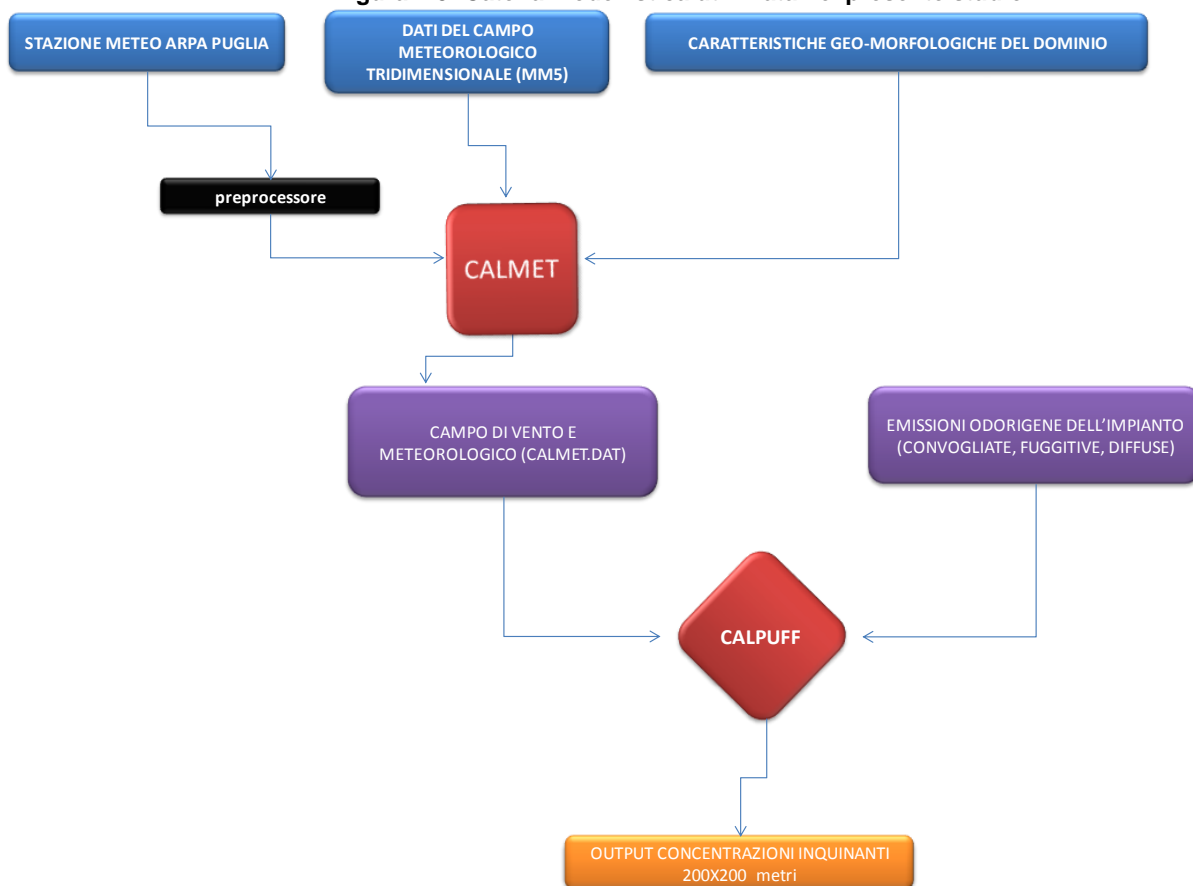 STAZIONE METEO ARPA PUGLIA
DATI DEL CAMPO
METEOROLOGICO
TRIDIMENSIONALE (MM5)
CARATTERISTICHE GEO-MORFOLOGICHE DEL DOMINIO
preprocessore
CALMET
CAMPO DI VENTO E
METEOROLOGICO (CALMET.DAT)
EMISSIONI ODORIGENE DELL'IMPIANTO
(CONVOGLIATE, FUGGITIVE, DIFFUSE)
CALPUFF
OUTPUT CONCENTRAZIONI INQUINANTI
200X200 metri